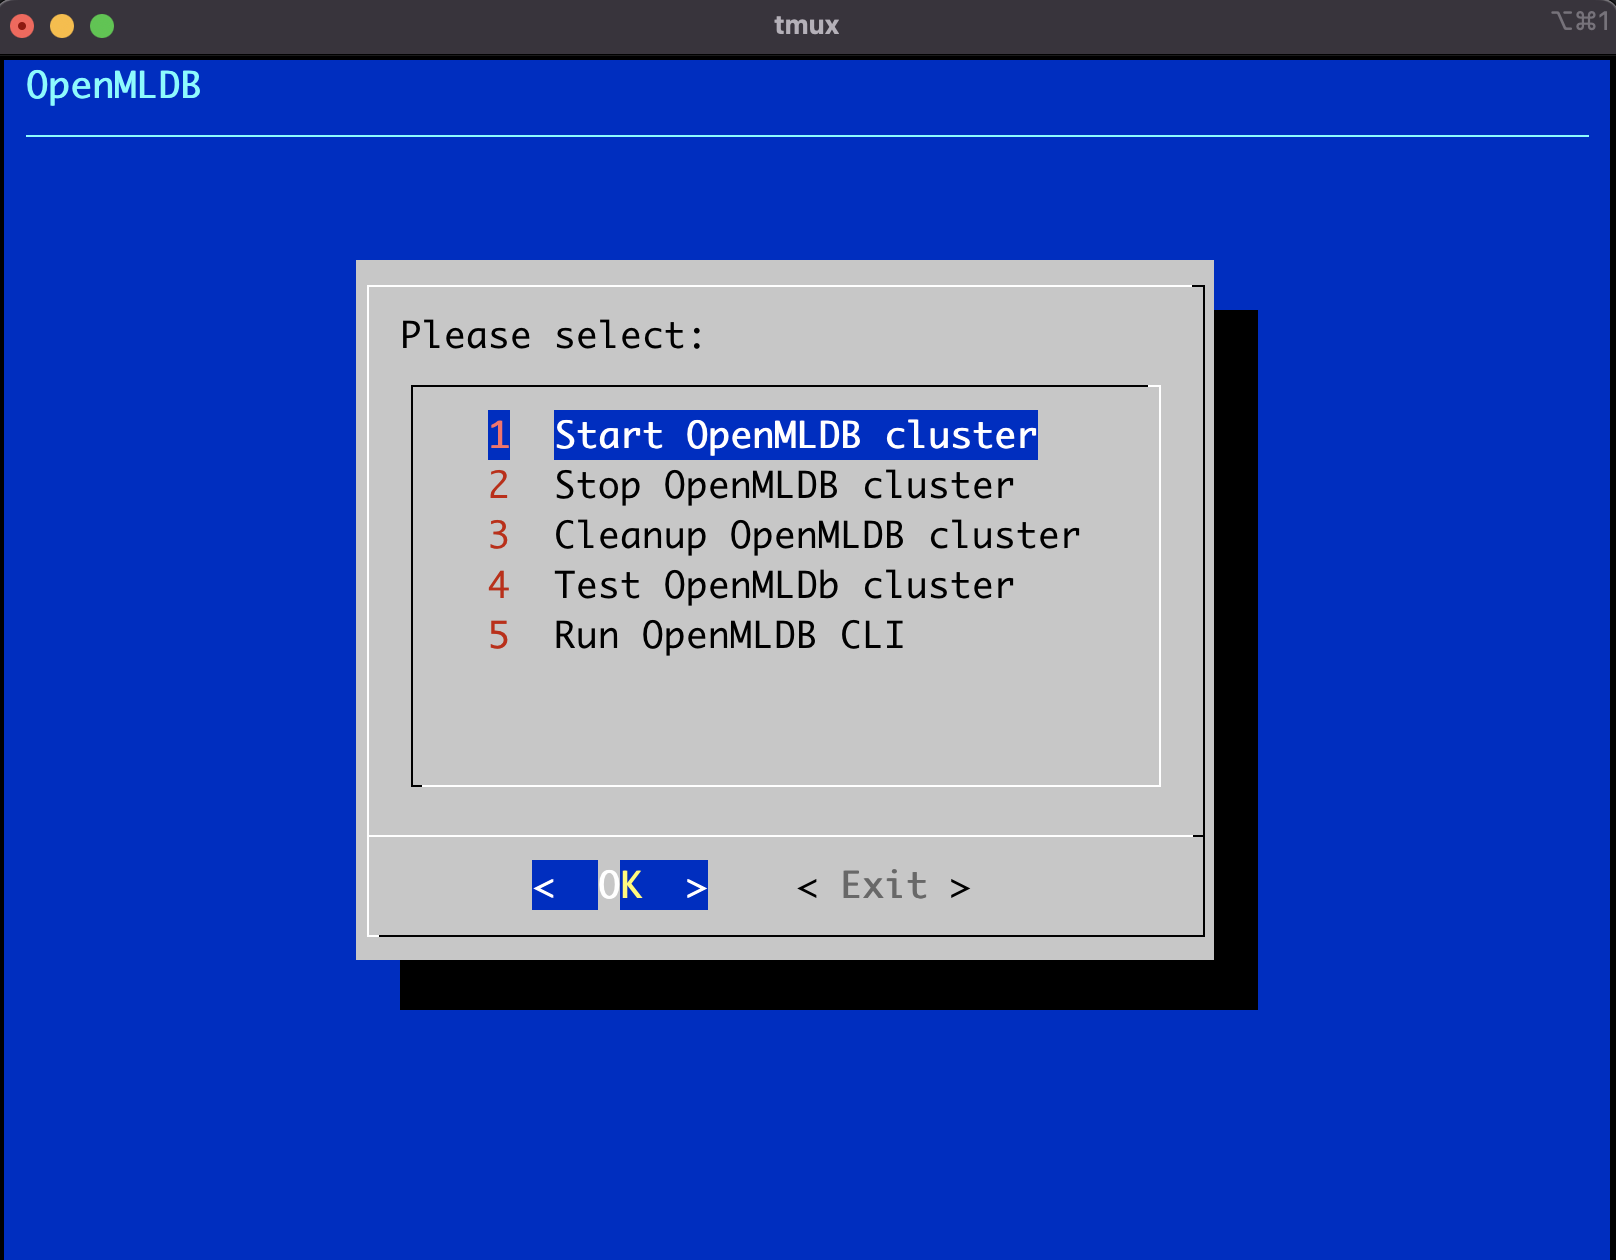 tmux
⌥⌘1
OpenMLDB
Please select:
1 Start OpenMLDB cluster
2 Stop OpenMLDB cluster
3 Cleanup OpenMLDB cluster
4 Test OpenMLDb cluster
5 Run OpenMLDB CLI
< OK > < Exit >